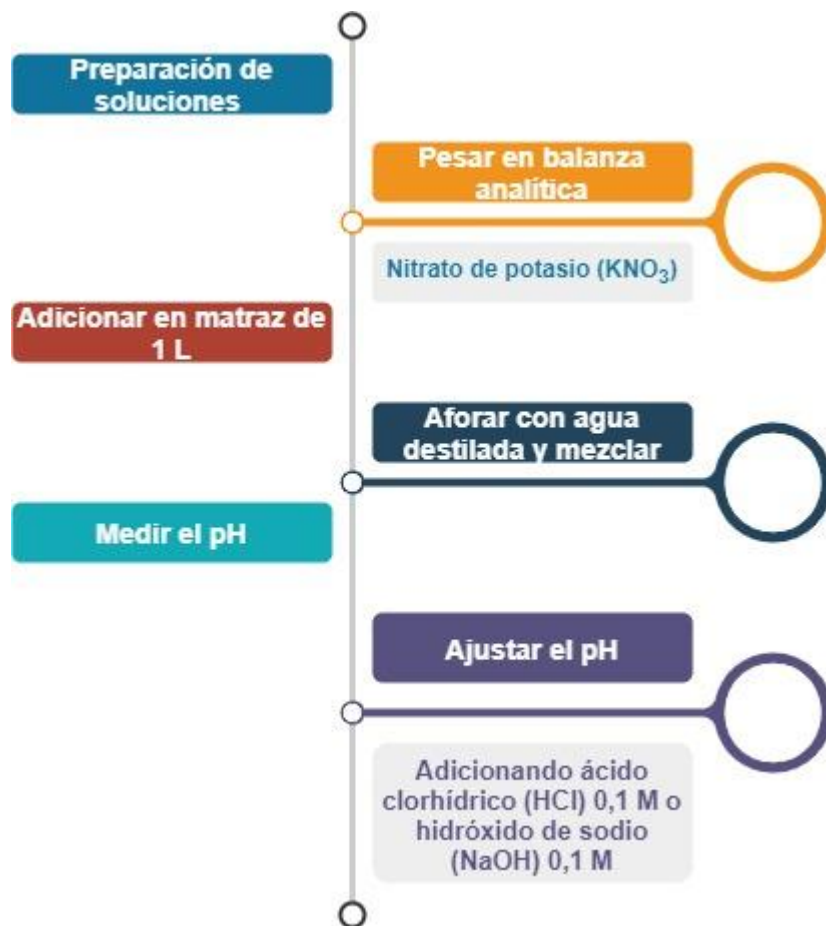 Preparación de
soluciones
Pesar en balanza
analítica
Nitrato de potasio (KNO₃)
Adicionar en matraz de
1 L
Aforar con agua
destilada y mezclar
Medir el pH
Ajustar el pH
Adicionando ácido
clorhídrico (HCl) 0,1 M o
hidróxido de sodio
(NaOH) 0,1 M